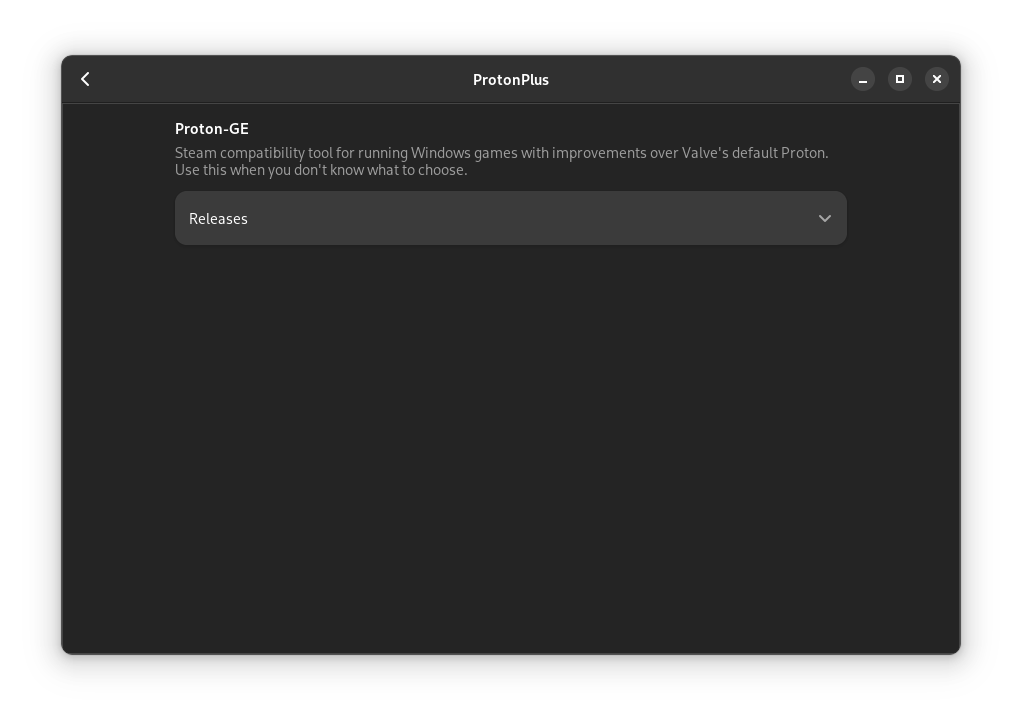 ProtonPlus
Proton-GE
Steam compatibility tool for running Windows games with improvements over Valve's default Proton.
Use this when you don't know what to choose.
Releases